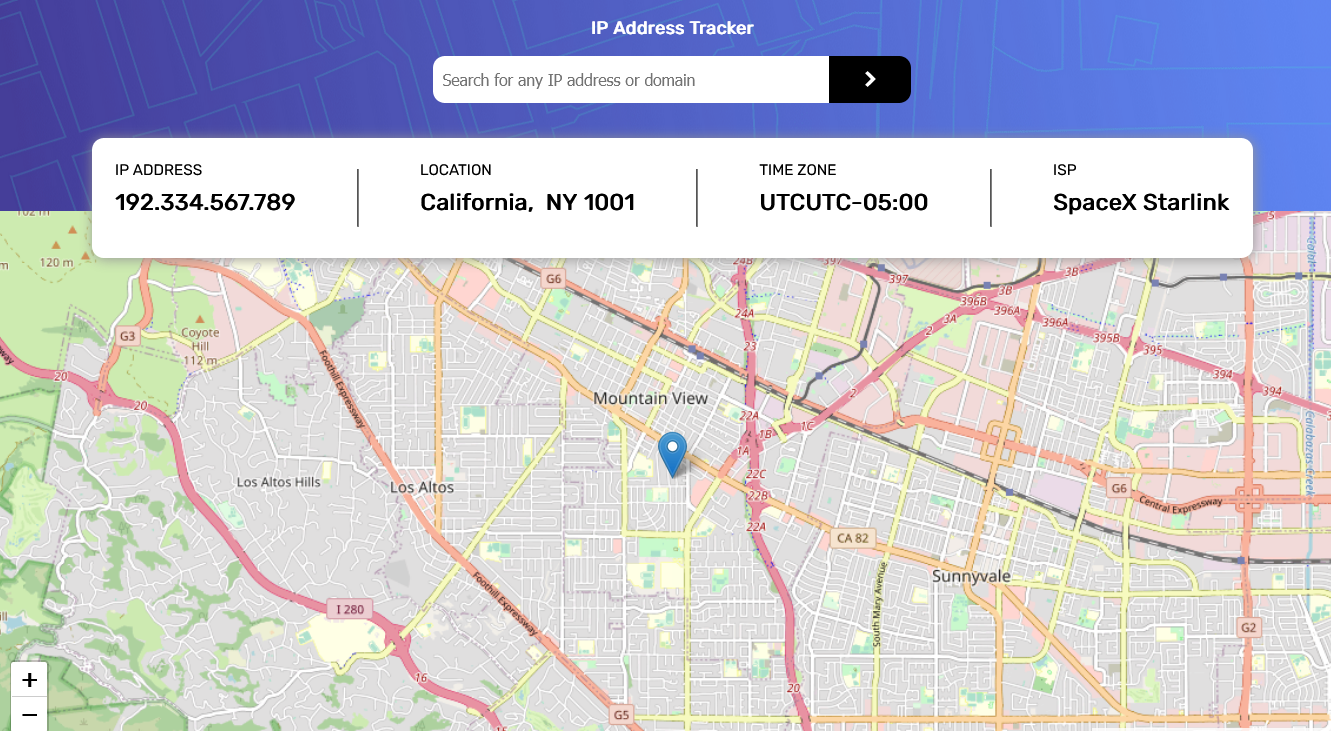 IP Address Tracker
Search for any IP address or domain
IP ADDRESS
192.334.567.789
LOCATION
California, NY 1001
TIME ZONE
UTCUTC-05:00
ISP
SpaceX Starlink
102 m
120 m
m
5
G6
24B
397
397
3B
3B
396B
396A
24A
3A
396A
2
395B
395
394
394
G3
Coyote
Hill
112 m
23
way
20
20
Foothill Expressway
Mountain View
2
22A
1B
1C
1A
Calabazas Creek
Los Altos Hills
Los Altos
22C
22B
22A
G6
Central Expressway
CA 82
Sunnyvale
South Mary Avenue
Foothill Expressway
I 280
G2
16
20
G5
+
−